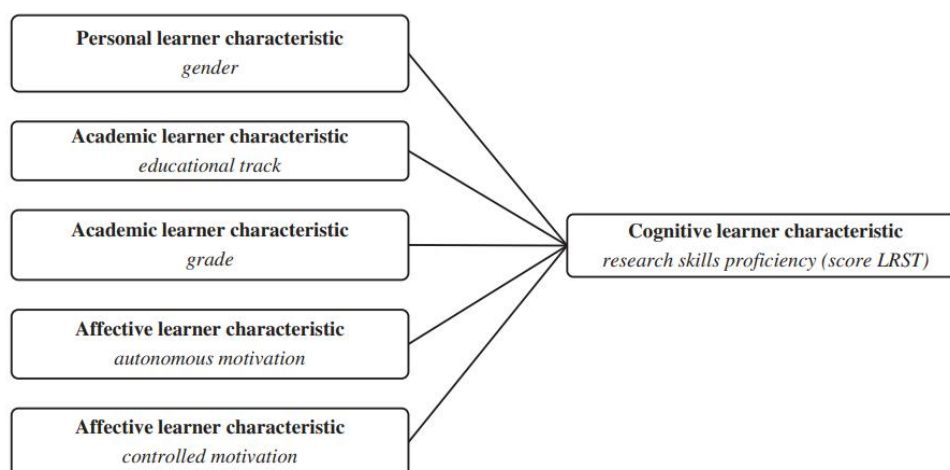 Personal learner characteristic
gender
Academic learner characteristic
educational track
Academic learner characteristic
grade
Affective learner characteristic
autonomous motivation
Affective learner characteristic
controlled motivation
Cognitive learner characteristic
research skills proficiency (score LRST)